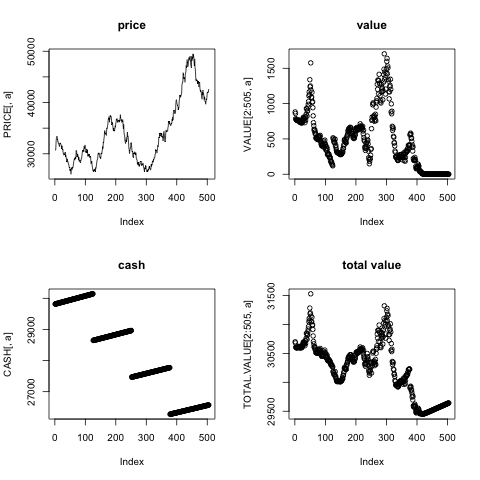 price
PRICE[, a]
50000
40000
30000
0 100 200 300 400 500
Index
value
VALUE[2:505, a]
1500
1000
500
0
0 100 200 300 400 500
Index
cash
CASH[, a]
29000
27000
0 100 200 300 400 500
Index
total value
TOTAL.VALUE[2:505, a]
31500
30500
29500
0 100 200 300 400 500
Index